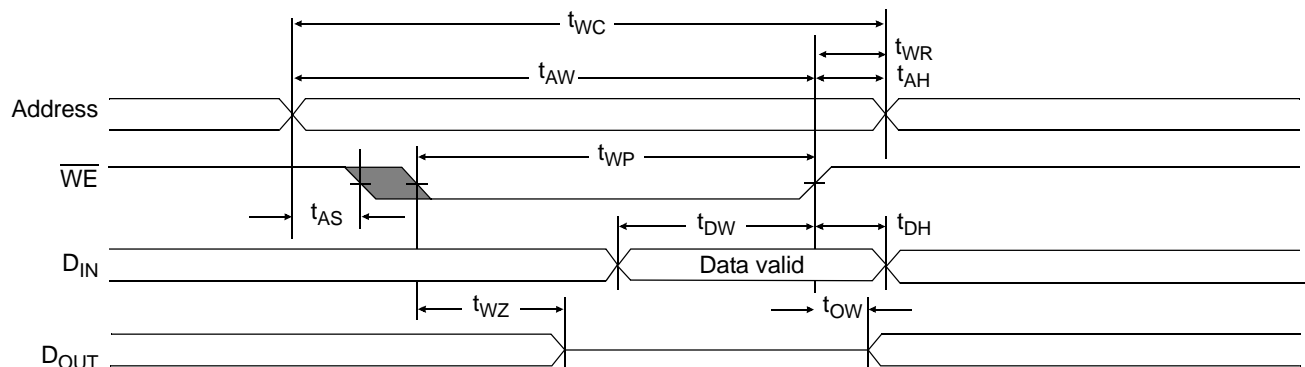 tWC
tWR
tAW
tAH
Address
tWP
WE
tAS
tDW
tDH
DIN
Data valid
tWZ
tOW
DOUT